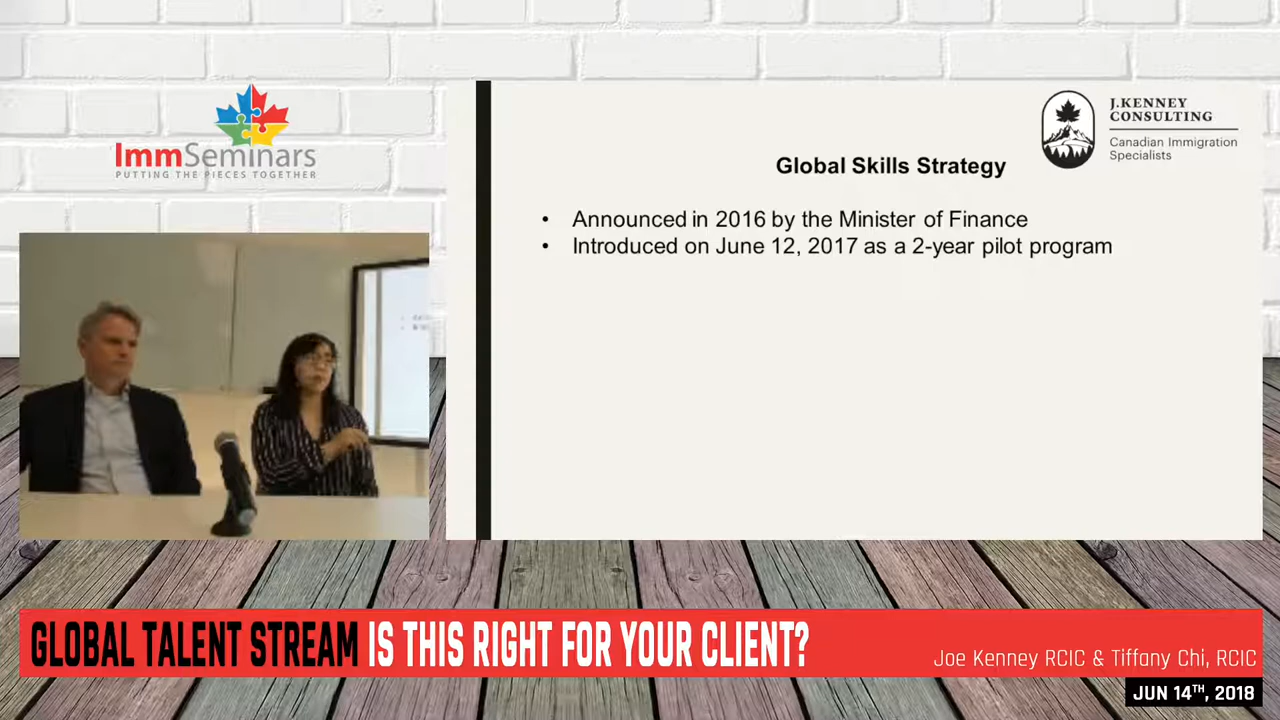 ImmSeminars
PUTTING THE PIECES TOGETHER
J.KENNEY
CONSULTING
Canadian Immigration
Specialists
Global Skills Strategy
• Announced in 2016 by the Minister of Finance
• Introduced on June 12, 2017 as a 2-year pilot program
GLOBAL TALENT STREAM IS THIS RIGHT FOR YOUR CLIENT?
Joe Kenney RCIC & Tiffany Chi, RCIC
JUN 14TH, 2018